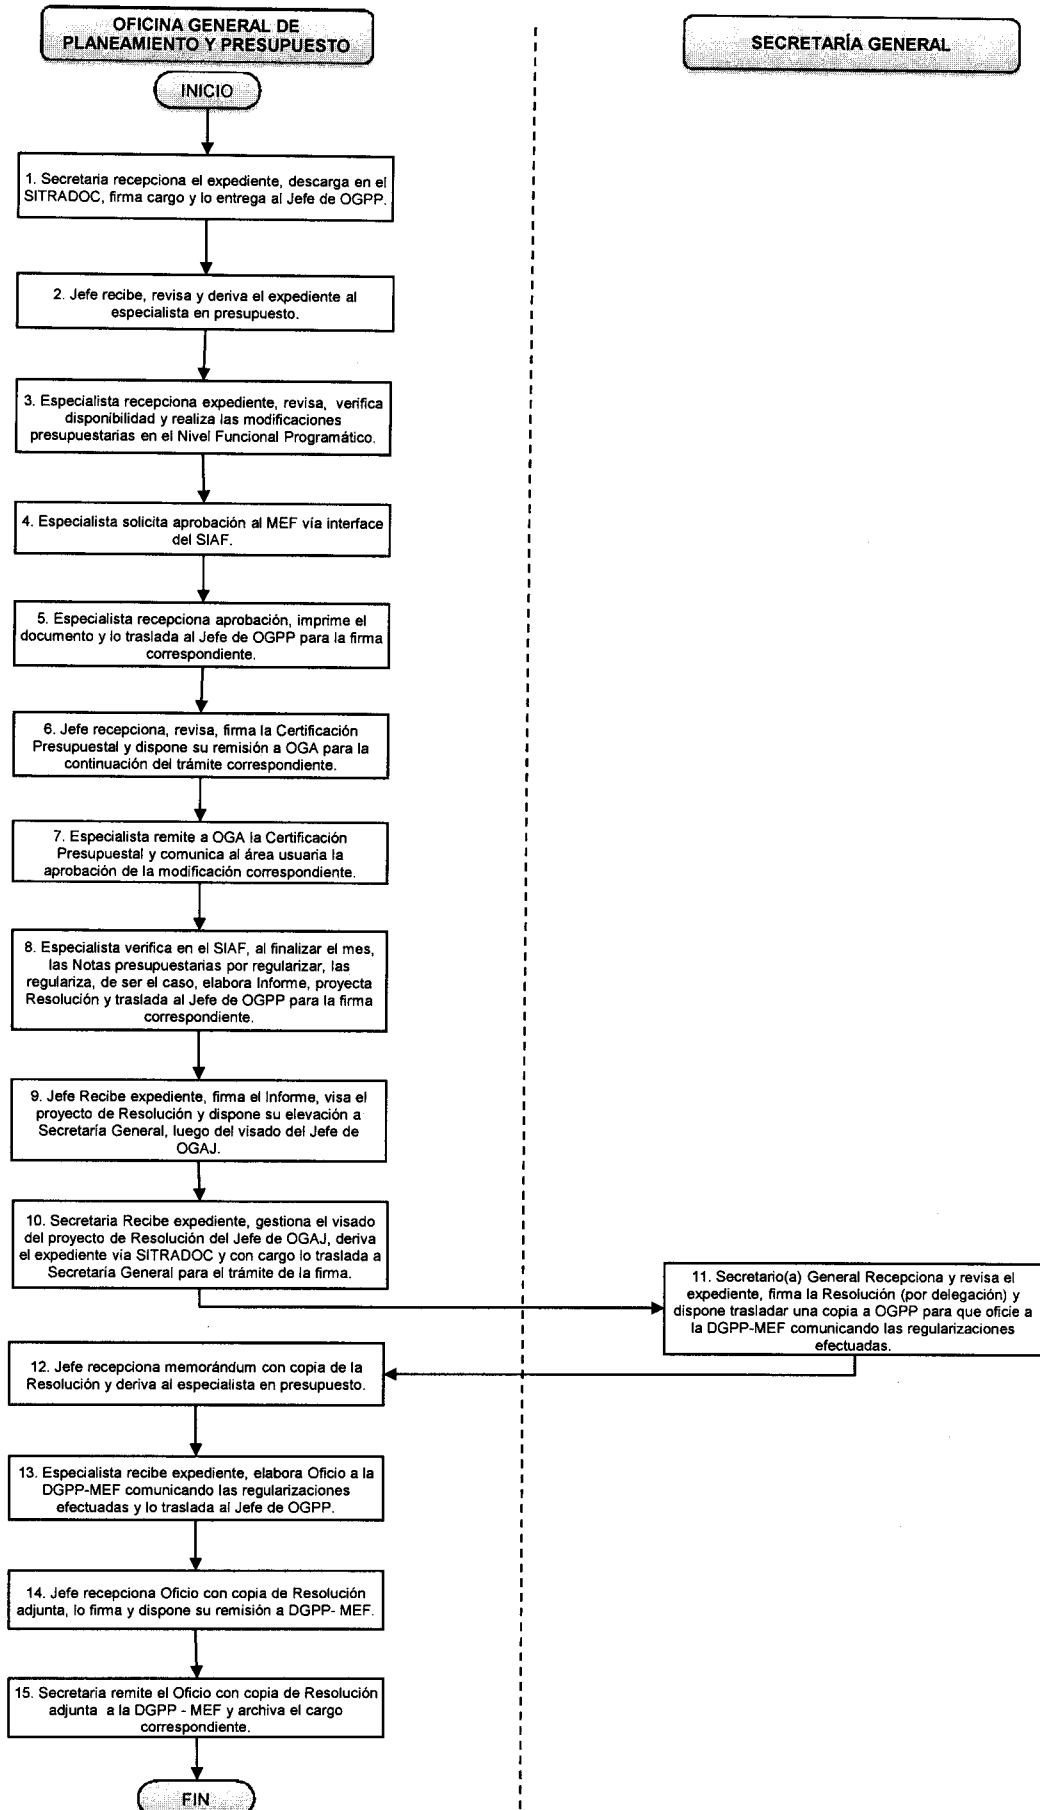 OFICINA GENERAL DE
PLANEAMIENTO Y PRESUPUESTO
SECRETARÍA GENERAL
INICIO
1. Secretaria recepciona el expediente, descarga en el
SITRADOC, firma cargo y lo entrega al Jefe de OGPP.
2. Jefe recibe, revisa y deriva el expediente al
especialista en presupuesto.
3. Especialista recepciona expediente, revisa, verifica
disponibilidad y realiza las modificaciones
presupuestarias en el Nivel Funcional Programático.
4. Especialista solicita aprobación al MEF vía interface
del SIAF.
5. Especialista recepciona aprobación, imprime el
documento y lo traslada al Jefe de OGPP para la firma
correspondiente.
6. Jefe recepciona, revisa, firma la Certificación
Presupuestal y dispone su remisión a OGA para la
continuación del trámite correspondiente.
7. Especialista remite a OGA la Certificación
Presupuestal y comunica al área usuaria la
aprobación de la modificación correspondiente.
8. Especialista verifica en el SIAF, al finalizar el mes,
las Notas presupuestarias por regularizar, las
regulariza, de ser el caso, elabora Informe, proyecta
Resolución y traslada al Jefe de OGPP para la firma
correspondiente.
9. Jefe Recibe expediente, firma el Informe, visa el
proyecto de Resolución y dispone su elevación a
Secretaría General, luego del visado del Jefe de
OGAJ.
10. Secretaria Recibe expediente, gestiona el visado
del proyecto de Resolución del Jefe de OGAJ, deriva
el expediente vía SITRADOC y con cargo lo traslada a
Secretaría General para el trámite de la firma.
11. Secretario(a) General Recepciona y revisa el
expediente, firma la Resolución (por delegación) y
dispone trasladar una copia a OGPP para que oficie a
la DGPP-MEF comunicando las regularizaciones
efectuadas.
12. Jefe recepciona memorándum con copia de la
Resolución y deriva al especialista en presupuesto.
13. Especialista recibe expediente, elabora Oficio a la
DGPP-MEF comunicando las regularizaciones
efectuadas y lo traslada al Jefe de OGPP.
14. Jefe recepciona Oficio con copia de Resolución
adjunta, lo firma y dispone su remisión a DGPP- MEF.
15. Secretaria remite el Oficio con copia de Resolución
adjunta a la DGPP - MEF y archiva el cargo
correspondiente.
FIN